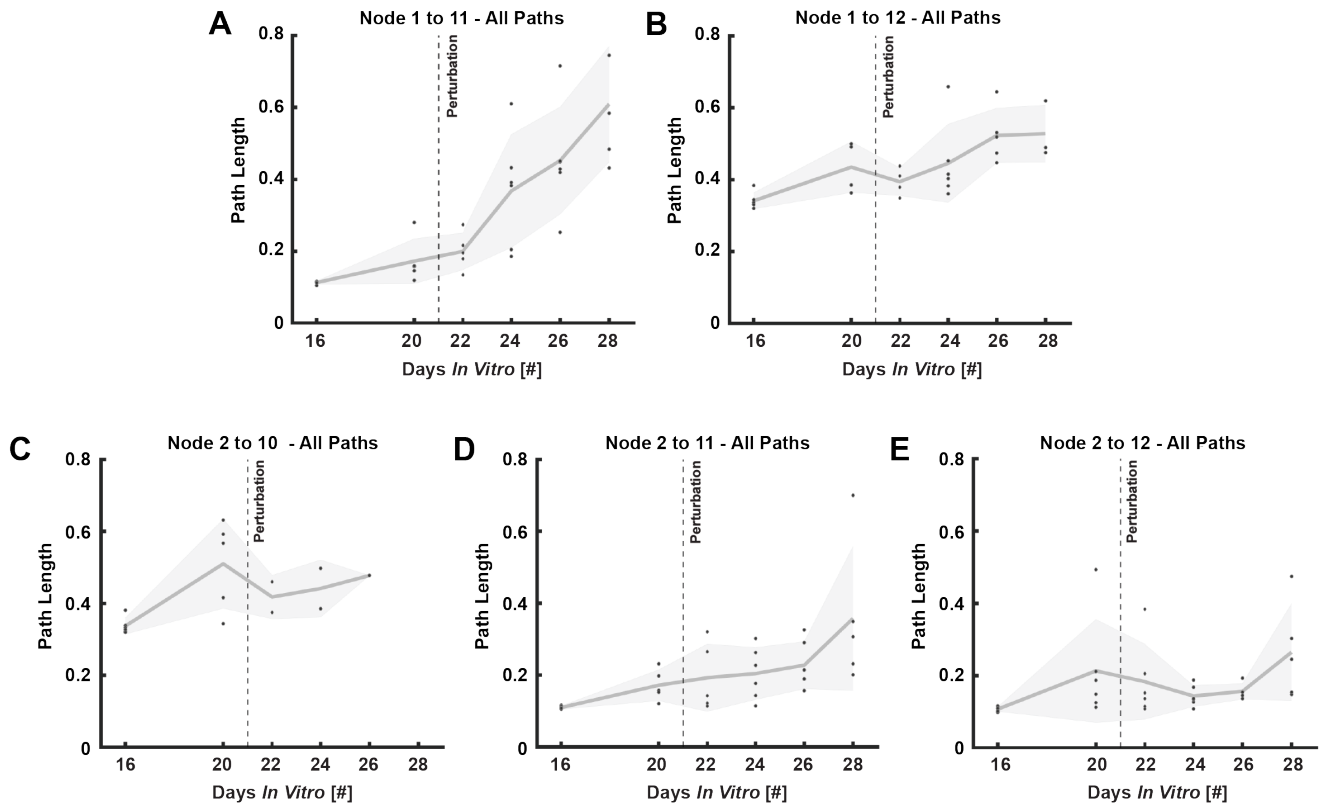 A
Node 1 to 11 - All Paths
0.8
0.6
0.4
0.2
0
Path Length
Perturbation
16 20 22 24 26 28
Days In Vitro [#]
B
Node 1 to 12 - All Paths
0.8
0.6
0.4
0.2
0
Path Length
Perturbation
16 20 22 24 26 28
Days In Vitro [#]
C
Node 2 to 10 - All Paths
0.8
0.6
0.4
0.2
0
Path Length
Perturbation
16 20 22 24 26 28
Days In Vitro [#]
D
Node 2 to 11 - All Paths
0.8
0.6
0.4
0.2
0
Path Length
Perturbation
16 20 22 24 26 28
Days In Vitro [#]
E
Node 2 to 12 - All Paths
0.8
0.6
0.4
0.2
0
Path Length
Perturbation
16 20 22 24 26 28
Days In Vitro [#]